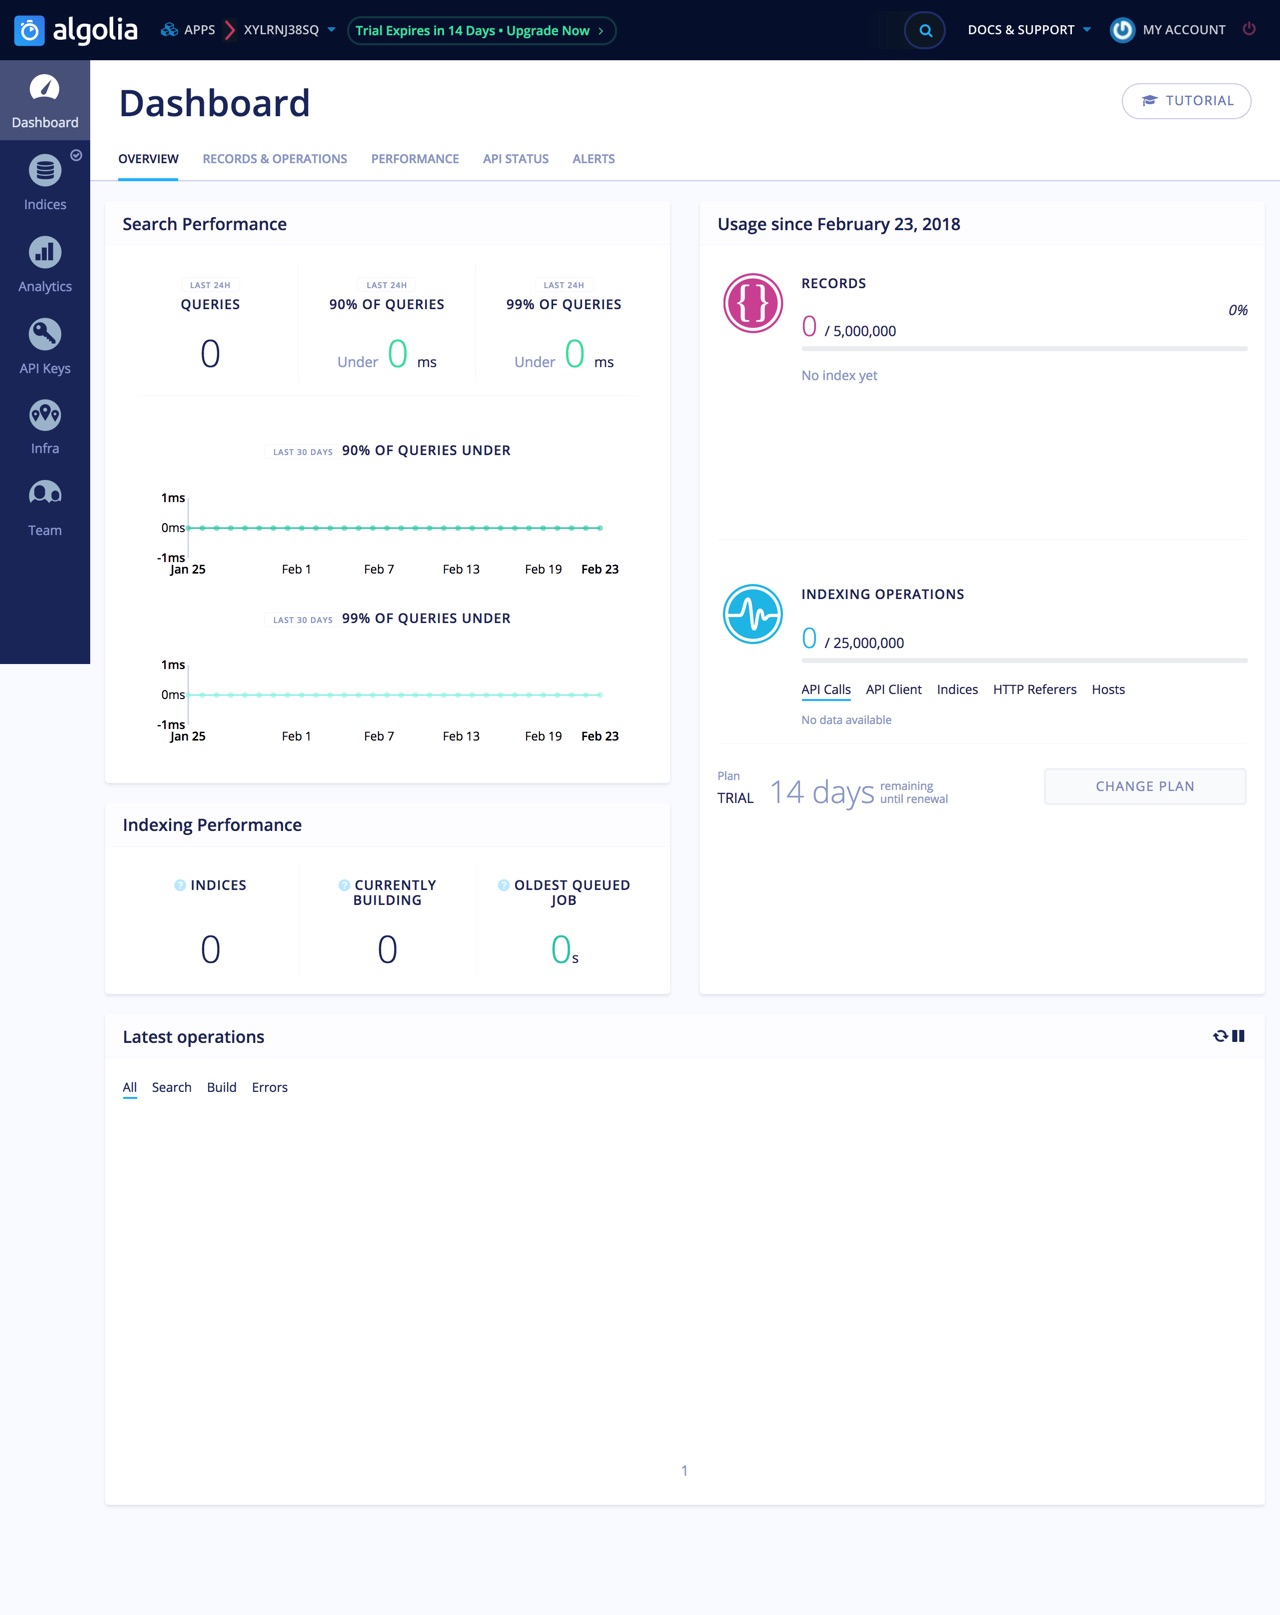 algolia APPS XYLRNJ38SQ Trial Expires in 14 Days • Upgrade Now › DOCS & SUPPORT MY ACCOUNT
Dashboard
Indices
Analytics
API Keys
Infra
Team
Dashboard
TUTORIAL
OVERVIEW RECORDS & OPERATIONS PERFORMANCE API STATUS ALERTS
Search Performance
LAST 24H LAST 24H LAST 24H
QUERIES 90% OF QUERIES 99% OF QUERIES
0 Under 0 ms Under 0 ms
LAST 30 DAYS 90% OF QUERIES UNDER
1ms
0ms
-1ms
Jan 25 Feb 1 Feb 7 Feb 13 Feb 19 Feb 23
LAST 30 DAYS 99% OF QUERIES UNDER
1ms
0ms
-1ms
Jan 25 Feb 1 Feb 7 Feb 13 Feb 19 Feb 23
Usage since February 23, 2018
RECORDS
0%
0 / 5,000,000
No index yet
INDEXING OPERATIONS
0 / 25,000,000
API Calls API Client Indices HTTP Referers Hosts
No data available
Plan
TRIAL
14 days
remaining
until renewal
CHANGE PLAN
Indexing Performance
? INDICES
? CURRENTLY
BUILDING
? OLDEST QUEUED
JOB
0 0 0s
Latest operations
All Search Build Errors
1